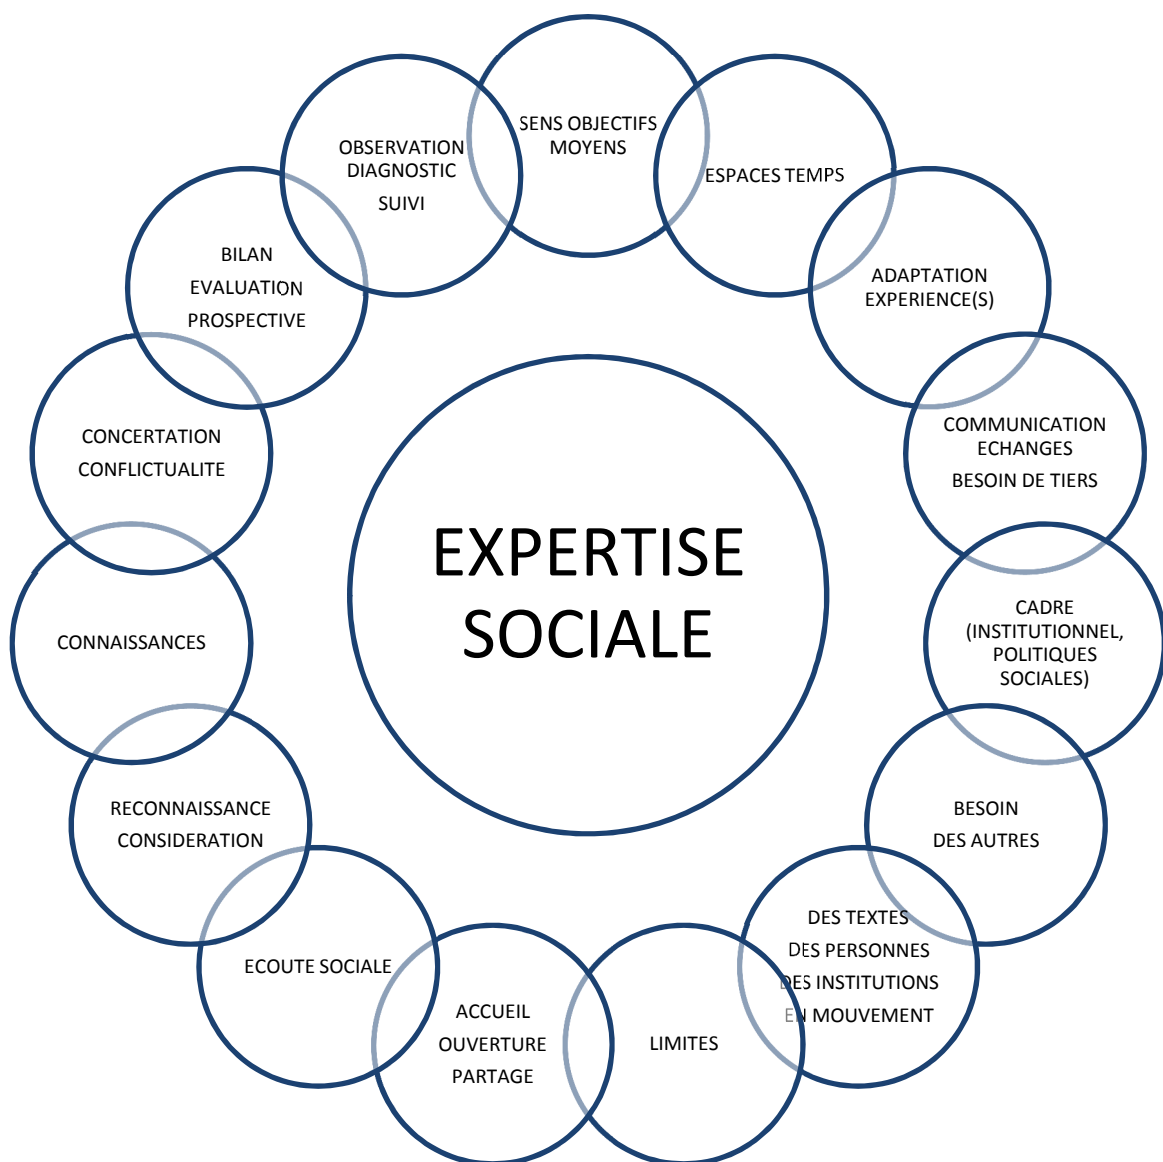 SENS OBJECTIFS
MOYENS
ESPACES TEMPS
ADAPTATION
EXPERIENCE(S)
COMMUNICATION
ECHANGES
BESOIN DE TIERS
CADRE
(INSTITUTIONNEL,
POLITIQUES
SOCIALES)
BESOIN
DES AUTRES
DES TEXTES
DES PERSONNES
DES INSTITUTIONS
EN MOUVEMENT
LIMITES
ACCUEIL
OUVERTURE
PARTAGE
ECOUTE SOCIALE
RECONNAISSANCE
CONSIDERATION
CONNAISSANCES
CONCERTATION
CONFLICTUALITE
BILAN
EVALUATION
PROSPECTIVE
OBSERVATION
DIAGNOSTIC
SUIVI
EXPERTISE
SOCIALE